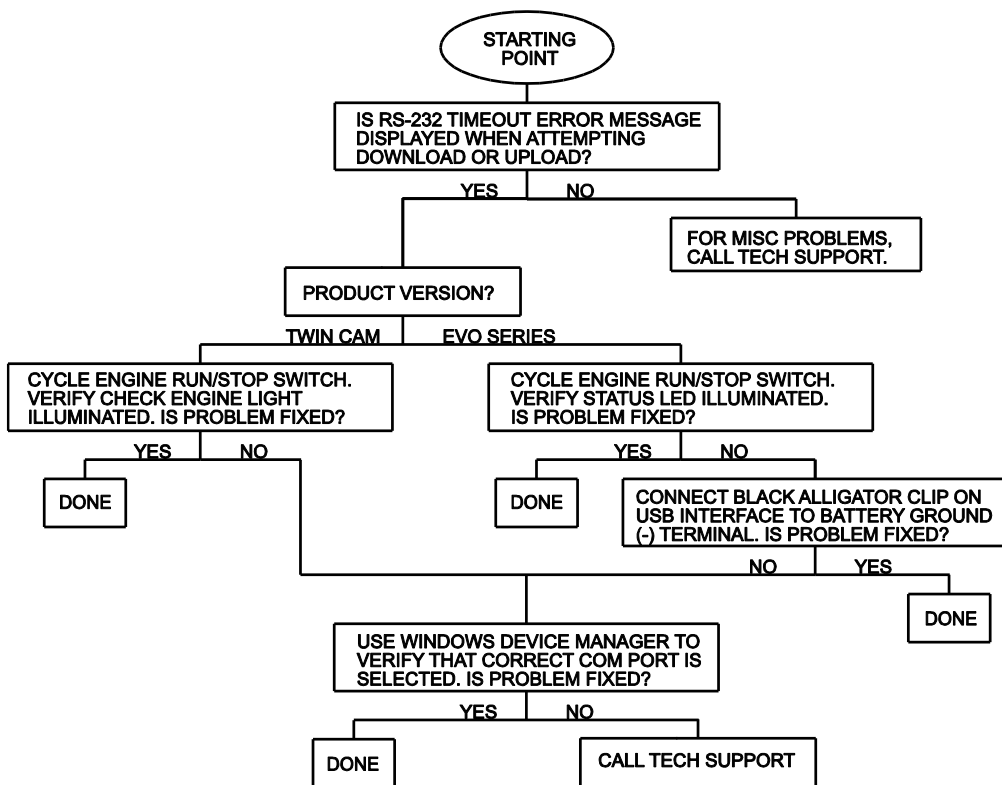 STARTING
POINT
IS RS-232 TIMEOUT ERROR MESSAGE
DISPLAYED WHEN ATTEMPTING
DOWNLOAD OR UPLOAD?
YES
NO
FOR MISC PROBLEMS,
CALL TECH SUPPORT.
PRODUCT VERSION?
TWIN CAM
EVO SERIES
CYCLE ENGINE RUN/STOP SWITCH.
VERIFY CHECK ENGINE LIGHT
ILLUMINATED. IS PROBLEM FIXED?
CYCLE ENGINE RUN/STOP SWITCH.
VERIFY STATUS LED ILLUMINATED.
IS PROBLEM FIXED?
YES
NO
YES
NO
DONE
DONE
CONNECT BLACK ALLIGATOR CLIP ON
USB INTERFACE TO BATTERY GROUND
(-) TERMINAL. IS PROBLEM FIXED?
NO
YES
DONE
USE WINDOWS DEVICE MANAGER TO
VERIFY THAT CORRECT COM PORT IS
SELECTED. IS PROBLEM FIXED?
YES
NO
DONE
CALL TECH SUPPORT